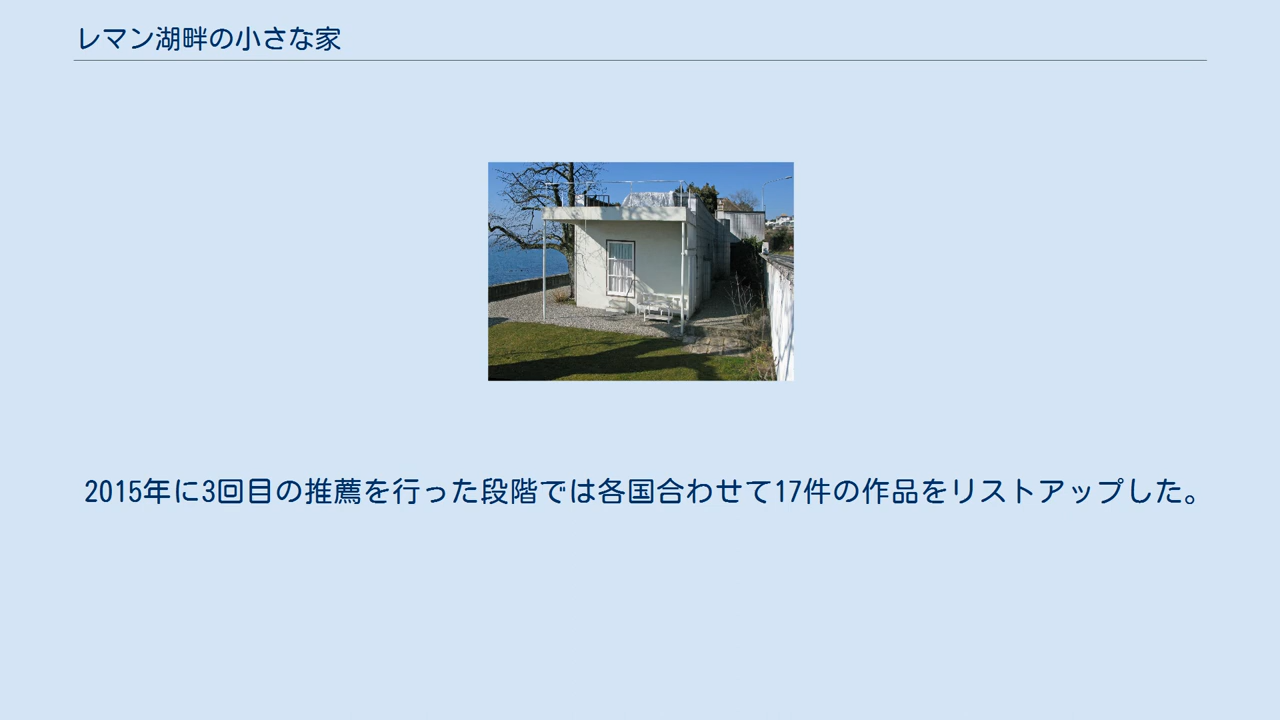 レマン湖畔の小さな家
2015年に3回目の推薦を行った段階では各国合わせて17件の作品をリストアップした。